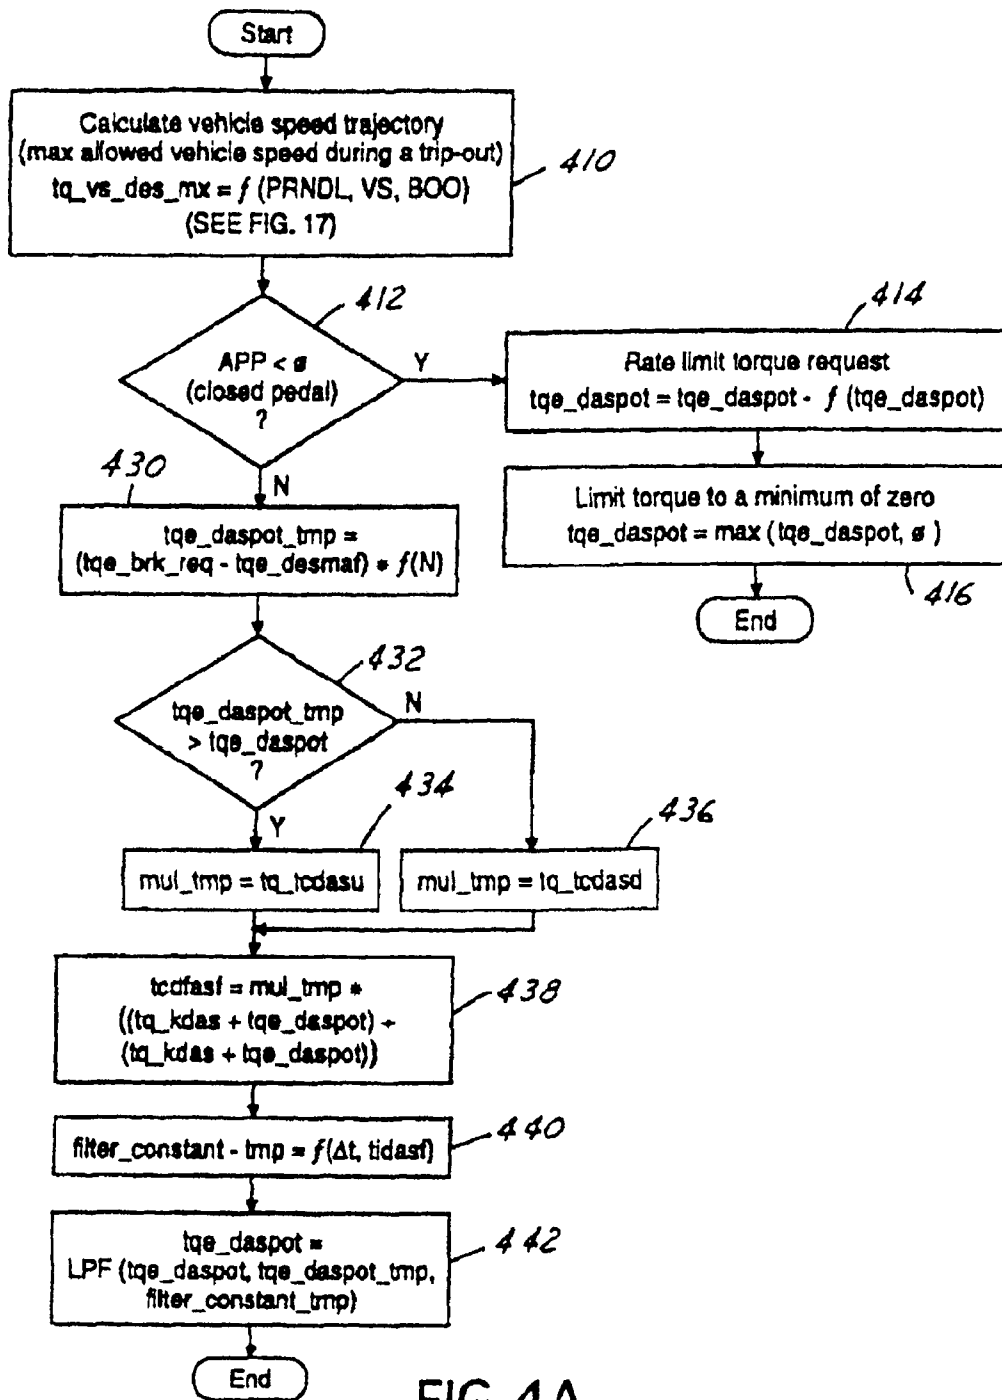 Start
Calculate vehicle speed trajectory
(max allowed vehicle speed during a trip-out)
tq_vs_des_mx = f (PRNDL, VS, BOO)
(SEE FIG. 17)
410
412
APP < ø
(closed pedal)
?
Y
N
414
Rate limit torque request
tqe_daspot = tqe_daspot - f (tqe_daspot)
Limit torque to a minimum of zero
tqe_daspot = max (tqe_daspot, ø )
416
End
430
tqe_daspot_tmp =
(tqe_brk_req - tqe_desmaf) * f(N)
432
tqe_daspot_tmp
> tqe_daspot
?
N
Y
434
mul_tmp = tq_tcdasu
436
mul_tmp = tq_tcdasd
tcdfasf = mul_tmp *
((tq_kdas + tqe_daspot) ÷
(tq_kdas + tqe_daspot))
438
filter_constant - tmp = f(Δt, tidasf)
440
tqe_daspot =
LPF (tqe_daspot, tqe_daspot_tmp,
filter_constant_tmp)
442
End
FIG. 4A